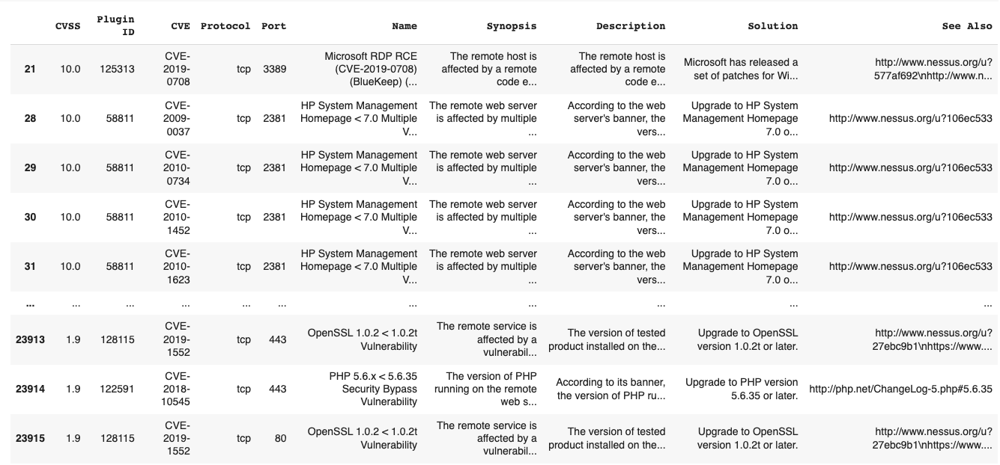 CVSS Plugin ID CVE Protocol Port Name Synopsis Description Solution See Also
21 10.0 125313 CVE-2019-0708 tcp 3389 Microsoft RDP RCE (CVE-2019-0708) (BlueKeep) (... The remote host is affected by a remote code e... The remote host is affected by a remote code e... Microsoft has released a set of patches for Wi... http://www.nessus.org/u?577af692\nhttp://www.n...
28 10.0 58811 CVE-2009-0037 tcp 2381 HP System Management Homepage < 7.0 Multiple V... The remote web server is affected by multiple ... According to the web server's banner, the vers... Upgrade to HP System Management Homepage 7.0 o... http://www.nessus.org/u?106ec533
29 10.0 58811 CVE-2010-0734 tcp 2381 HP System Management Homepage < 7.0 Multiple V... The remote web server is affected by multiple ... According to the web server's banner, the vers... Upgrade to HP System Management Homepage 7.0 o... http://www.nessus.org/u?106ec533
30 10.0 58811 CVE-2010-1452 tcp 2381 HP System Management Homepage < 7.0 Multiple V... The remote web server is affected by multiple ... According to the web server's banner, the vers... Upgrade to HP System Management Homepage 7.0 o... http://www.nessus.org/u?106ec533
31 10.0 58811 CVE-2010-1623 tcp 2381 HP System Management Homepage < 7.0 Multiple V... The remote web server is affected by multiple ... According to the web server's banner, the vers... Upgrade to HP System Management Homepage 7.0 o... http://www.nessus.org/u?106ec533
... ... ... ... ... ... ... ... ... ... ...
23913 1.9 128115 CVE-2019-1552 tcp 443 OpenSSL 1.0.2 < 1.0.2t Vulnerability The remote service is affected by a vulnerabil... The version of tested product installed on the... Upgrade to OpenSSL version 1.0.2t or later. http://www.nessus.org/u?27ebc9b1\nhttps://www....
23914 1.9 122591 CVE-2018-10545 tcp 443 PHP 5.6.x < 5.6.35 Security Bypass Vulnerability The version of PHP running on the remote web s... According to its banner, the version of PHP ru... Upgrade to PHP version 5.6.35 or later. http://php.net/ChangeLog-5.php#5.6.35
23915 1.9 128115 CVE-2019-1552 tcp 80 OpenSSL 1.0.2 < 1.0.2t Vulnerability The remote service is affected by a vulnerabil... The version of tested product installed on the... Upgrade to OpenSSL version 1.0.2t or later. http://www.nessus.org/u?27ebc9b1\nhttps://www....